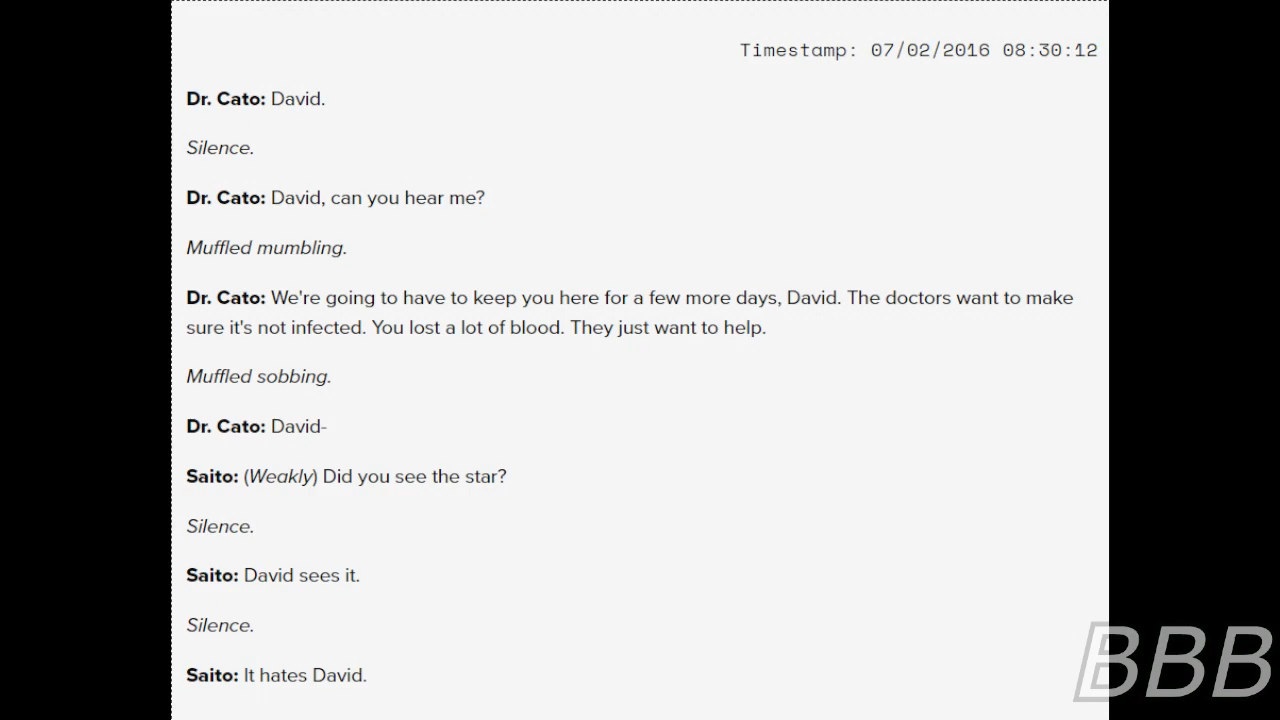 Timestamp: 07/02/2016 08:30:12
Dr. Cato: David.
Silence.
Dr. Cato: David, can you hear me?
Muffled mumbling.
Dr. Cato: We're going to have to keep you here for a few more days, David. The doctors want to make
sure it's not infected. You lost a lot of blood. They just want to help.
Muffled sobbing.
Dr. Cato: David-
Saito: (Weakly) Did you see the star?
Silence.
Saito: David sees it.
Silence.
Saito: It hates David.
BBB